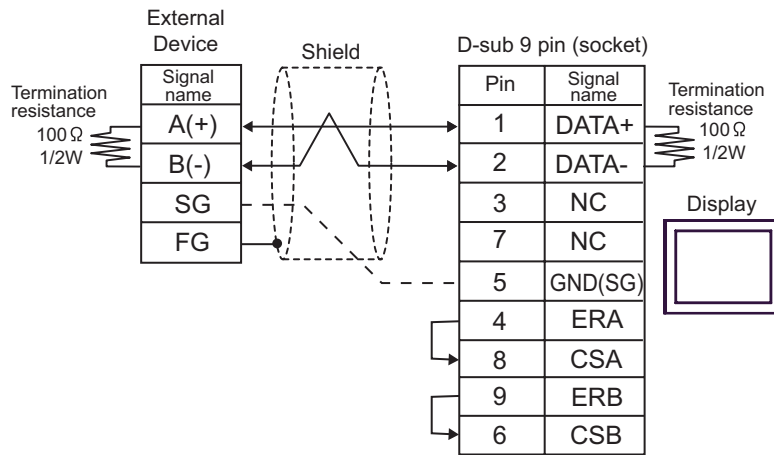 External
Device
Shield
D-sub 9 pin (socket)
Termination
resistance
100Ω
1/2W
Signal
name
A(+)
B(-)
SG
FG
Pin
Signal
name
1 DATA+
2 DATA-
3 NC
7 NC
5 GND(SG)
4 ERA
8 CSA
9 ERB
6 CSB
Termination
resistance
100Ω
1/2W
Display